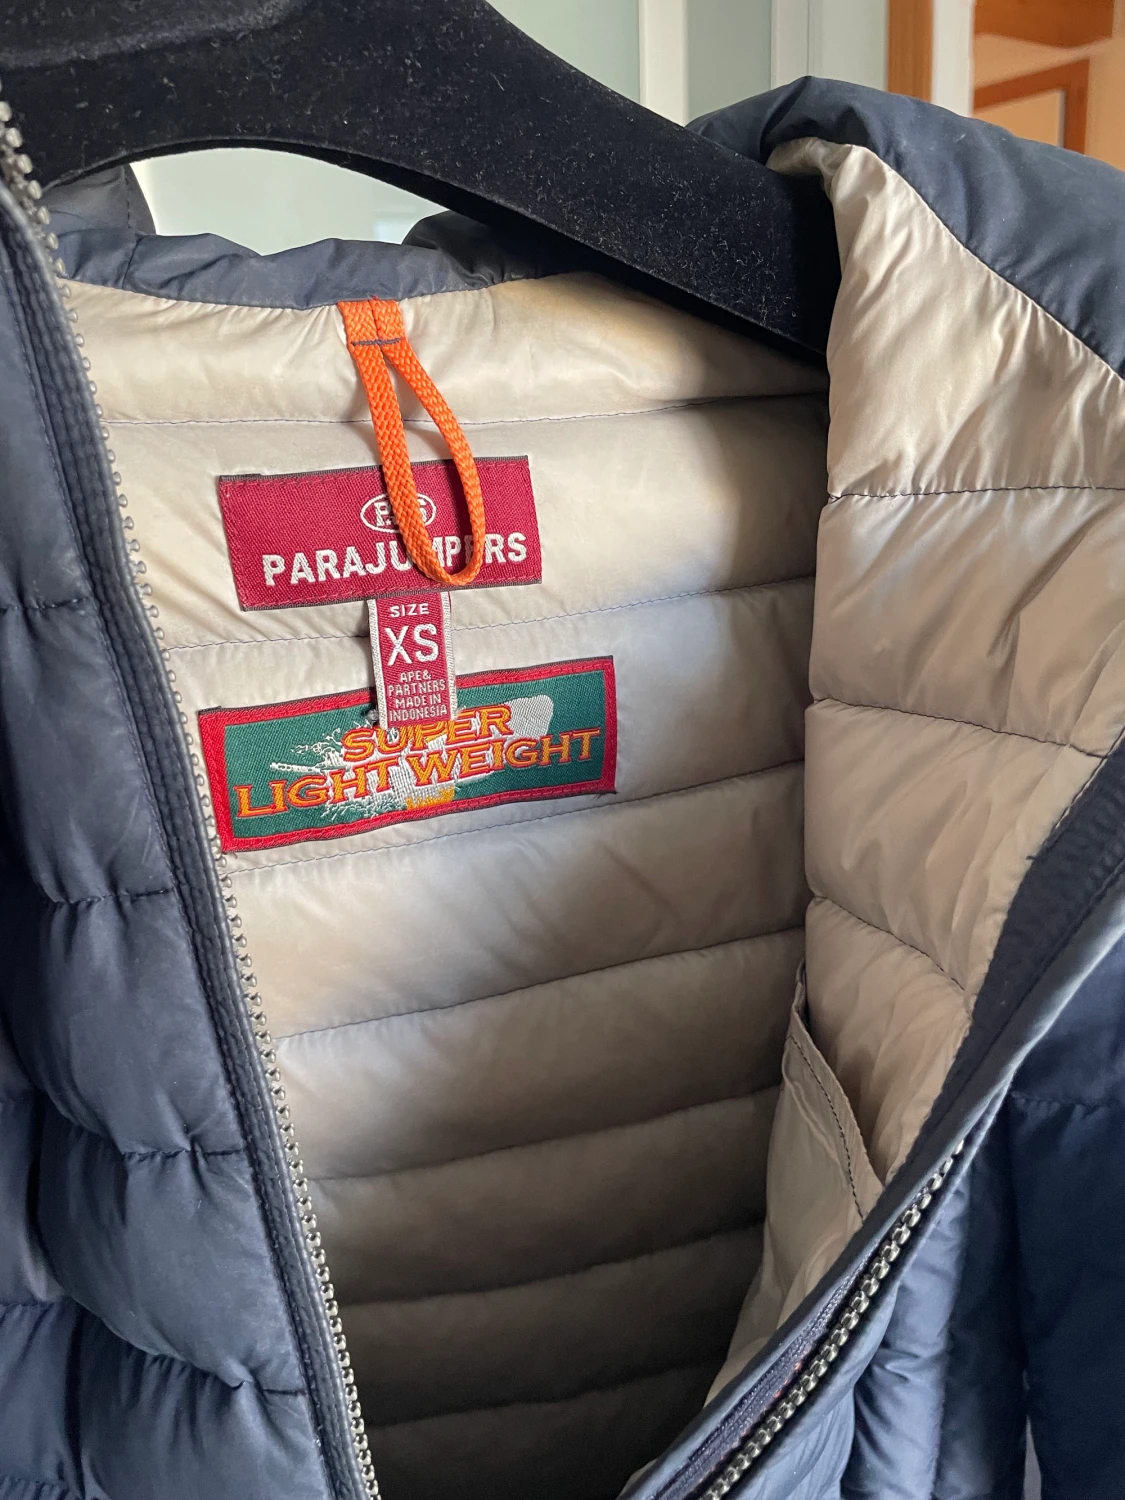 PARAJUMPERS
SIZE
XS
APE&
PARTNERS
MADE IN
INDONESIA
SUPER
LIGHT WEIGHT